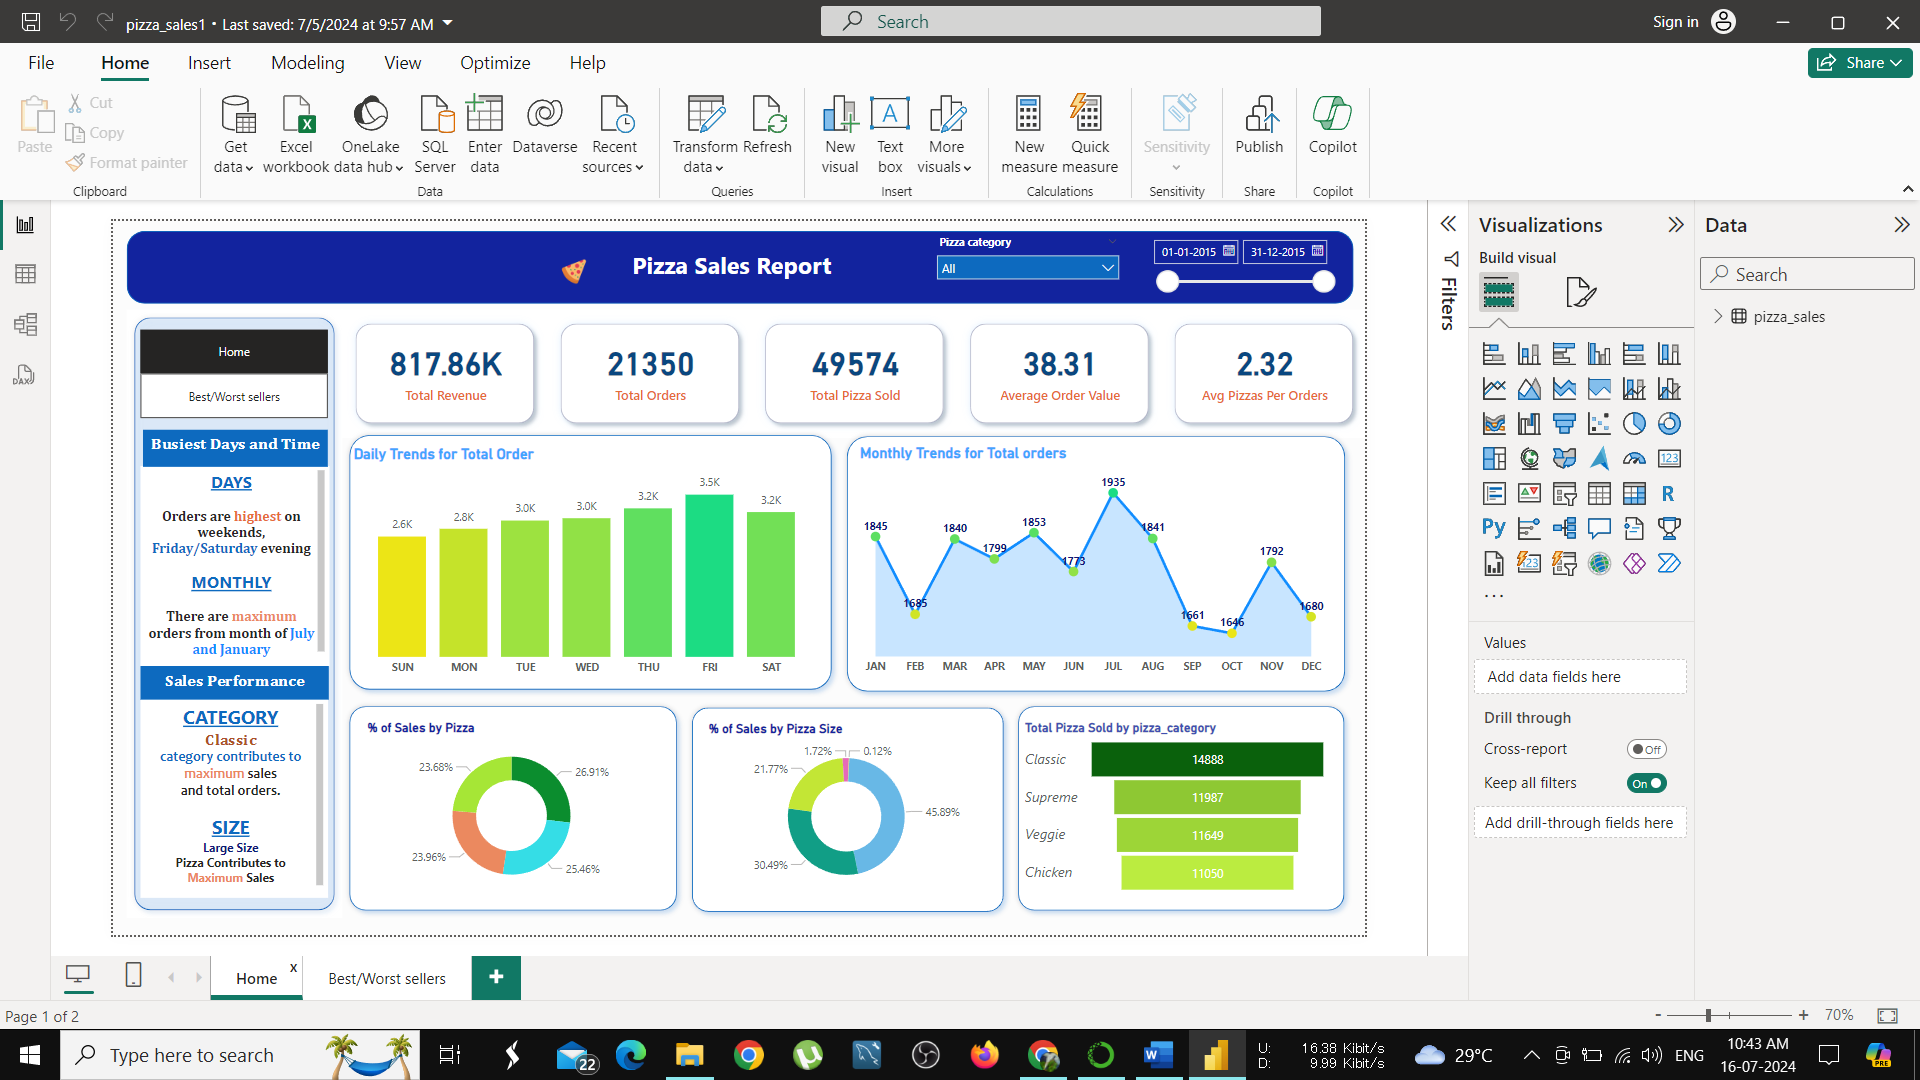 pizza_sales1 • Last saved: 7/5/2024 at 9:57 AM
Search
Sign in
File Home Insert Modeling View Optimize Help
Share
Paste
Cut
Copy
Format painter
Clipboard
Get data
Excel workbook
OneLake data hub
SQL Server
Enter data
Dataverse
Recent sources
Data
Transform data
Refresh
Queries
New visual
Text box
More visuals
Insert
New measure
Quick measure
Calculations
Sensitivity
Sensitivity
Publish
Share
Copilot
Copilot
Pizza Sales Report
Pizza category
All
01-01-2015
31-12-2015
Home
Best/Worst sellers
Busiest Days and Time
DAYS
Orders are highest on
weekends,
Friday/Saturday evening
MONTHLY
There are maximum
orders from month of July
and January
Sales Performance
CATEGORY
Classic
category contributes to
maximum sales
and total orders.
SIZE
Large Size
Pizza Contributes to
Maximum Sales
817.86K
Total Revenue
21350
Total Orders
49574
Total Pizza Sold
38.31
Average Order Value
2.32
Avg Pizzas Per Orders
Daily Trends for Total Order
2.6K 2.8K 3.0K 3.0K 3.2K 3.5K 3.2K
SUN MON TUE WED THU FRI SAT
Monthly Trends for Total orders
1845 1685 1840 1799 1853 1773 1935 1841 1661 1646 1792 1680
JAN FEB MAR APR MAY JUN JUL AUG SEP OCT NOV DEC
% of Sales by Pizza
23.68%
26.91%
23.96%
25.46%
% of Sales by Pizza Size
1.72%
0.12%
21.77%
45.89%
30.49%
Total Pizza Sold by pizza_category
Classic 14888
Supreme 11987
Veggie 11649
Chicken 11050
Filters
Visualizations
Build visual
123
R
Py
123
...
Values
Add data fields here
Drill through
Cross-report Off
Keep all filters On
Add drill-through fields here
Data
Search
pizza_sales
DAX
Home x
Best/Worst sellers
+
Page 1 of 2
- + 70%
Type here to search
22
U: 16.38 Kibit/s
D: 9.99 Kibit/s
29°C
ENG
10:43 AM
16-07-2024
PRE